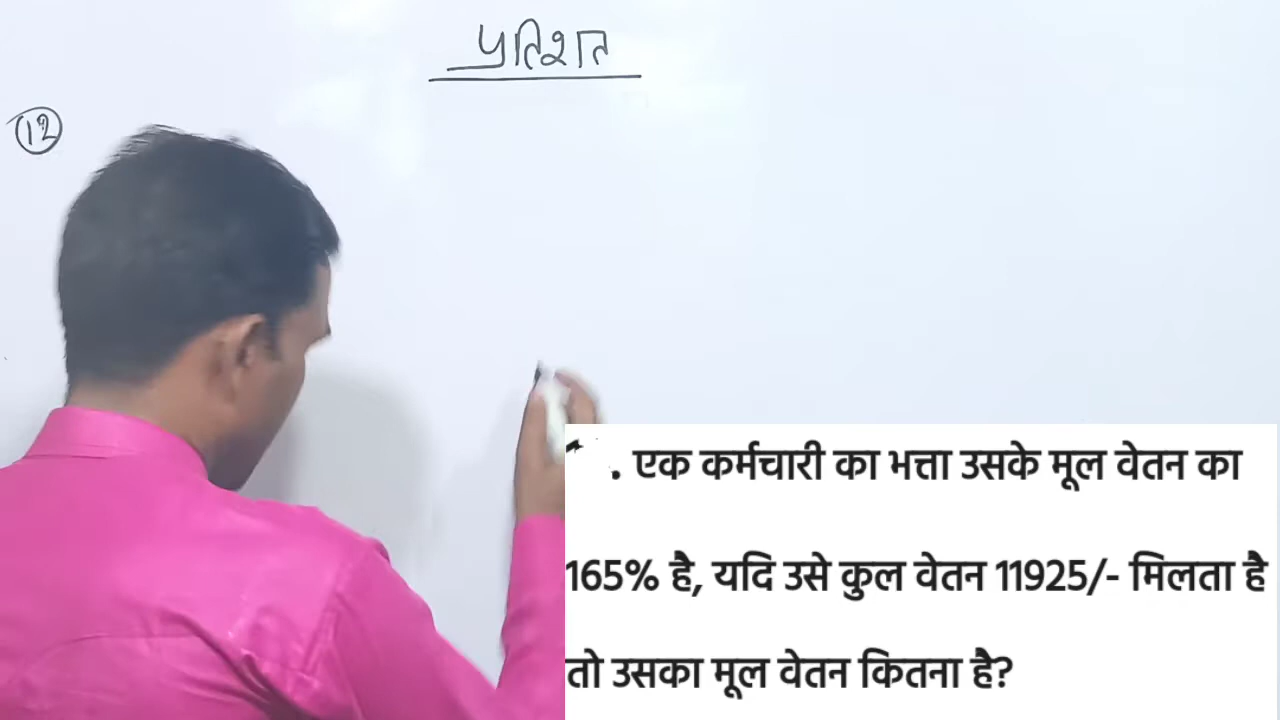 प्रतिशत
12
. एक कर्मचारी का भत्ता उसके मूल वेतन का
165% है, यदि उसे कुल वेतन 11925/- मिलता है
तो उसका मूल वेतन कितना है?